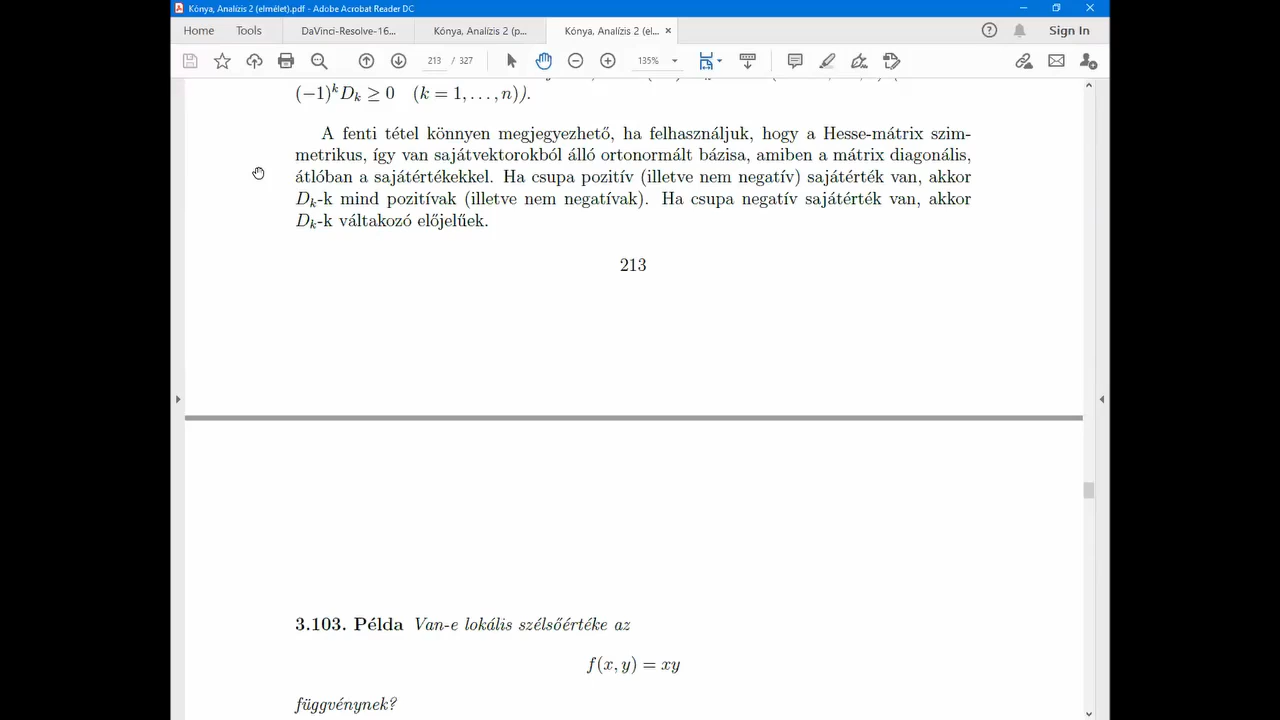 Kónya, Analízis 2 (elmélet).pdf - Adobe Acrobat Reader DC
Home Tools DaVinci-Resolve-16... Kónya, Analízis 2 (p... Kónya, Analízis 2 (el... × Sign In
213 / 327 135%
(−1)^k D_k ≥ 0 (k = 1, . . . , n)).
A fenti tétel könnyen megjegyezhető, ha felhasználjuk, hogy a Hesse-mátrix szim-
metrikus, így van sajátvektorokból álló ortonormált bázisa, amiben a mátrix diagonális,
átlóban a sajátértékekkel. Ha csupa pozitív (illetve nem negatív) sajátérték van, akkor
D_k-k mind pozitívak (illetve nem negatívak). Ha csupa negatív sajátérték van, akkor
D_k-k váltakozó előjelűek.
213
3.103. Példa Van-e lokális szélsőértéke az
f(x, y) = xy
függvénynek?